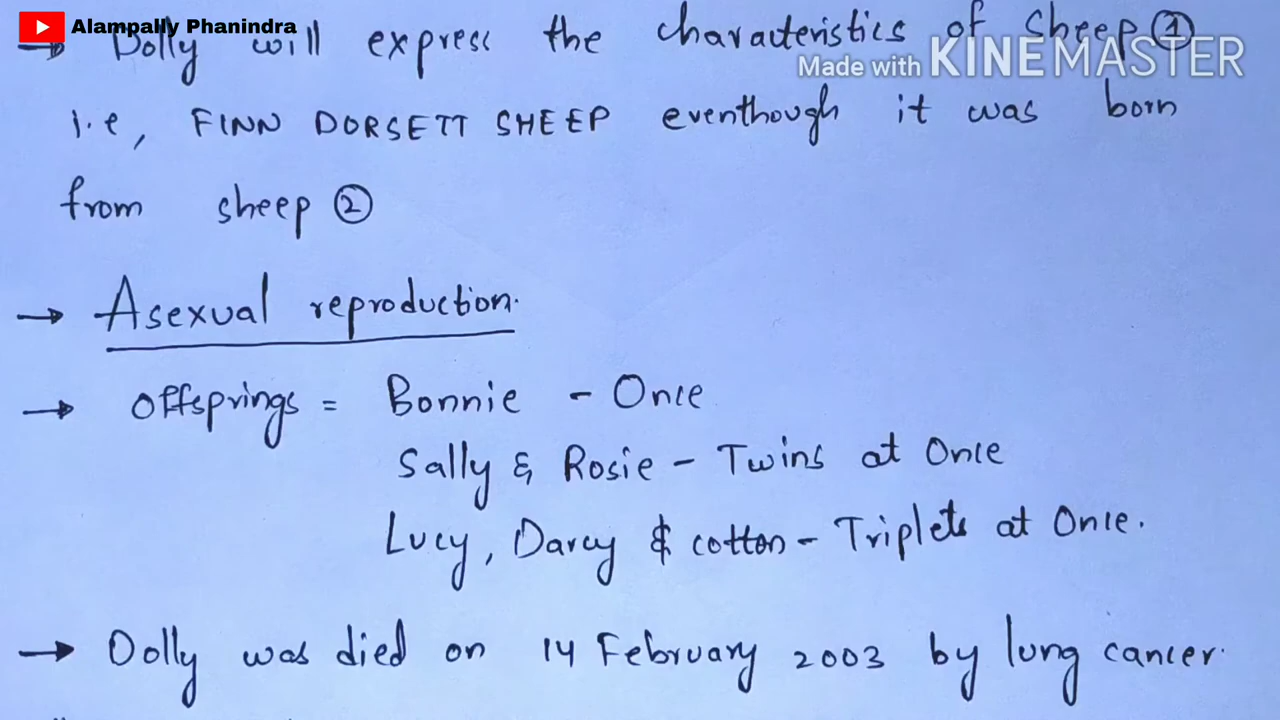 Alampally Phanindra
→ Dolly will express the characteristics of sheep ①
Made with KINEMASTER
i.e, FINN DORSETT SHEEP eventhough it was born
from sheep ②
→ Asexual reproduction.
→ Offsprings = Bonnie - Once
Sally & Rosie - Twins at Once
Lucy, Darcy & cotton - Triplets at Once.
→ Dolly was died on 14 February 2003 by lung cancer.